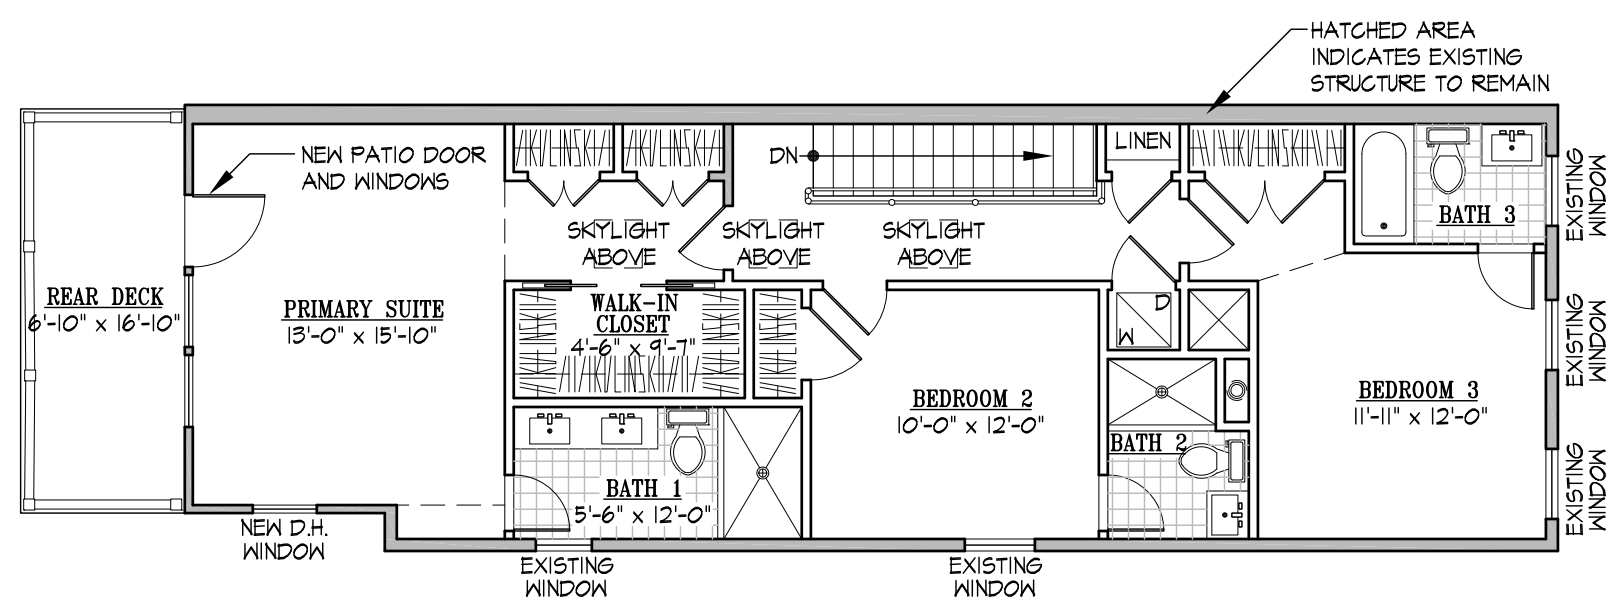 HATCHED AREA
INDICATES EXISTING
STRUCTURE TO REMAIN
NEW PATIO DOOR
AND WINDOWS
DN
LINEN
BATH 3
EXISTING
WINDOW
SKYLIGHT
ABOVE
SKYLIGHT
ABOVE
SKYLIGHT
ABOVE
REAR DECK
6'-10" x 16'-10"
PRIMARY SUITE
13'-0" x 15'-10"
WALK-IN
CLOSET
4'-6" x 9'-7"
D
W
EXISTING
WINDOW
BEDROOM 2
10'-0" x 12'-0"
BEDROOM 3
11'-11" x 12'-0"
BATH 2
BATH 1
5'-6" x 12'-0"
EXISTING
WINDOW
NEW D.H.
WINDOW
EXISTING
WINDOW
EXISTING
WINDOW